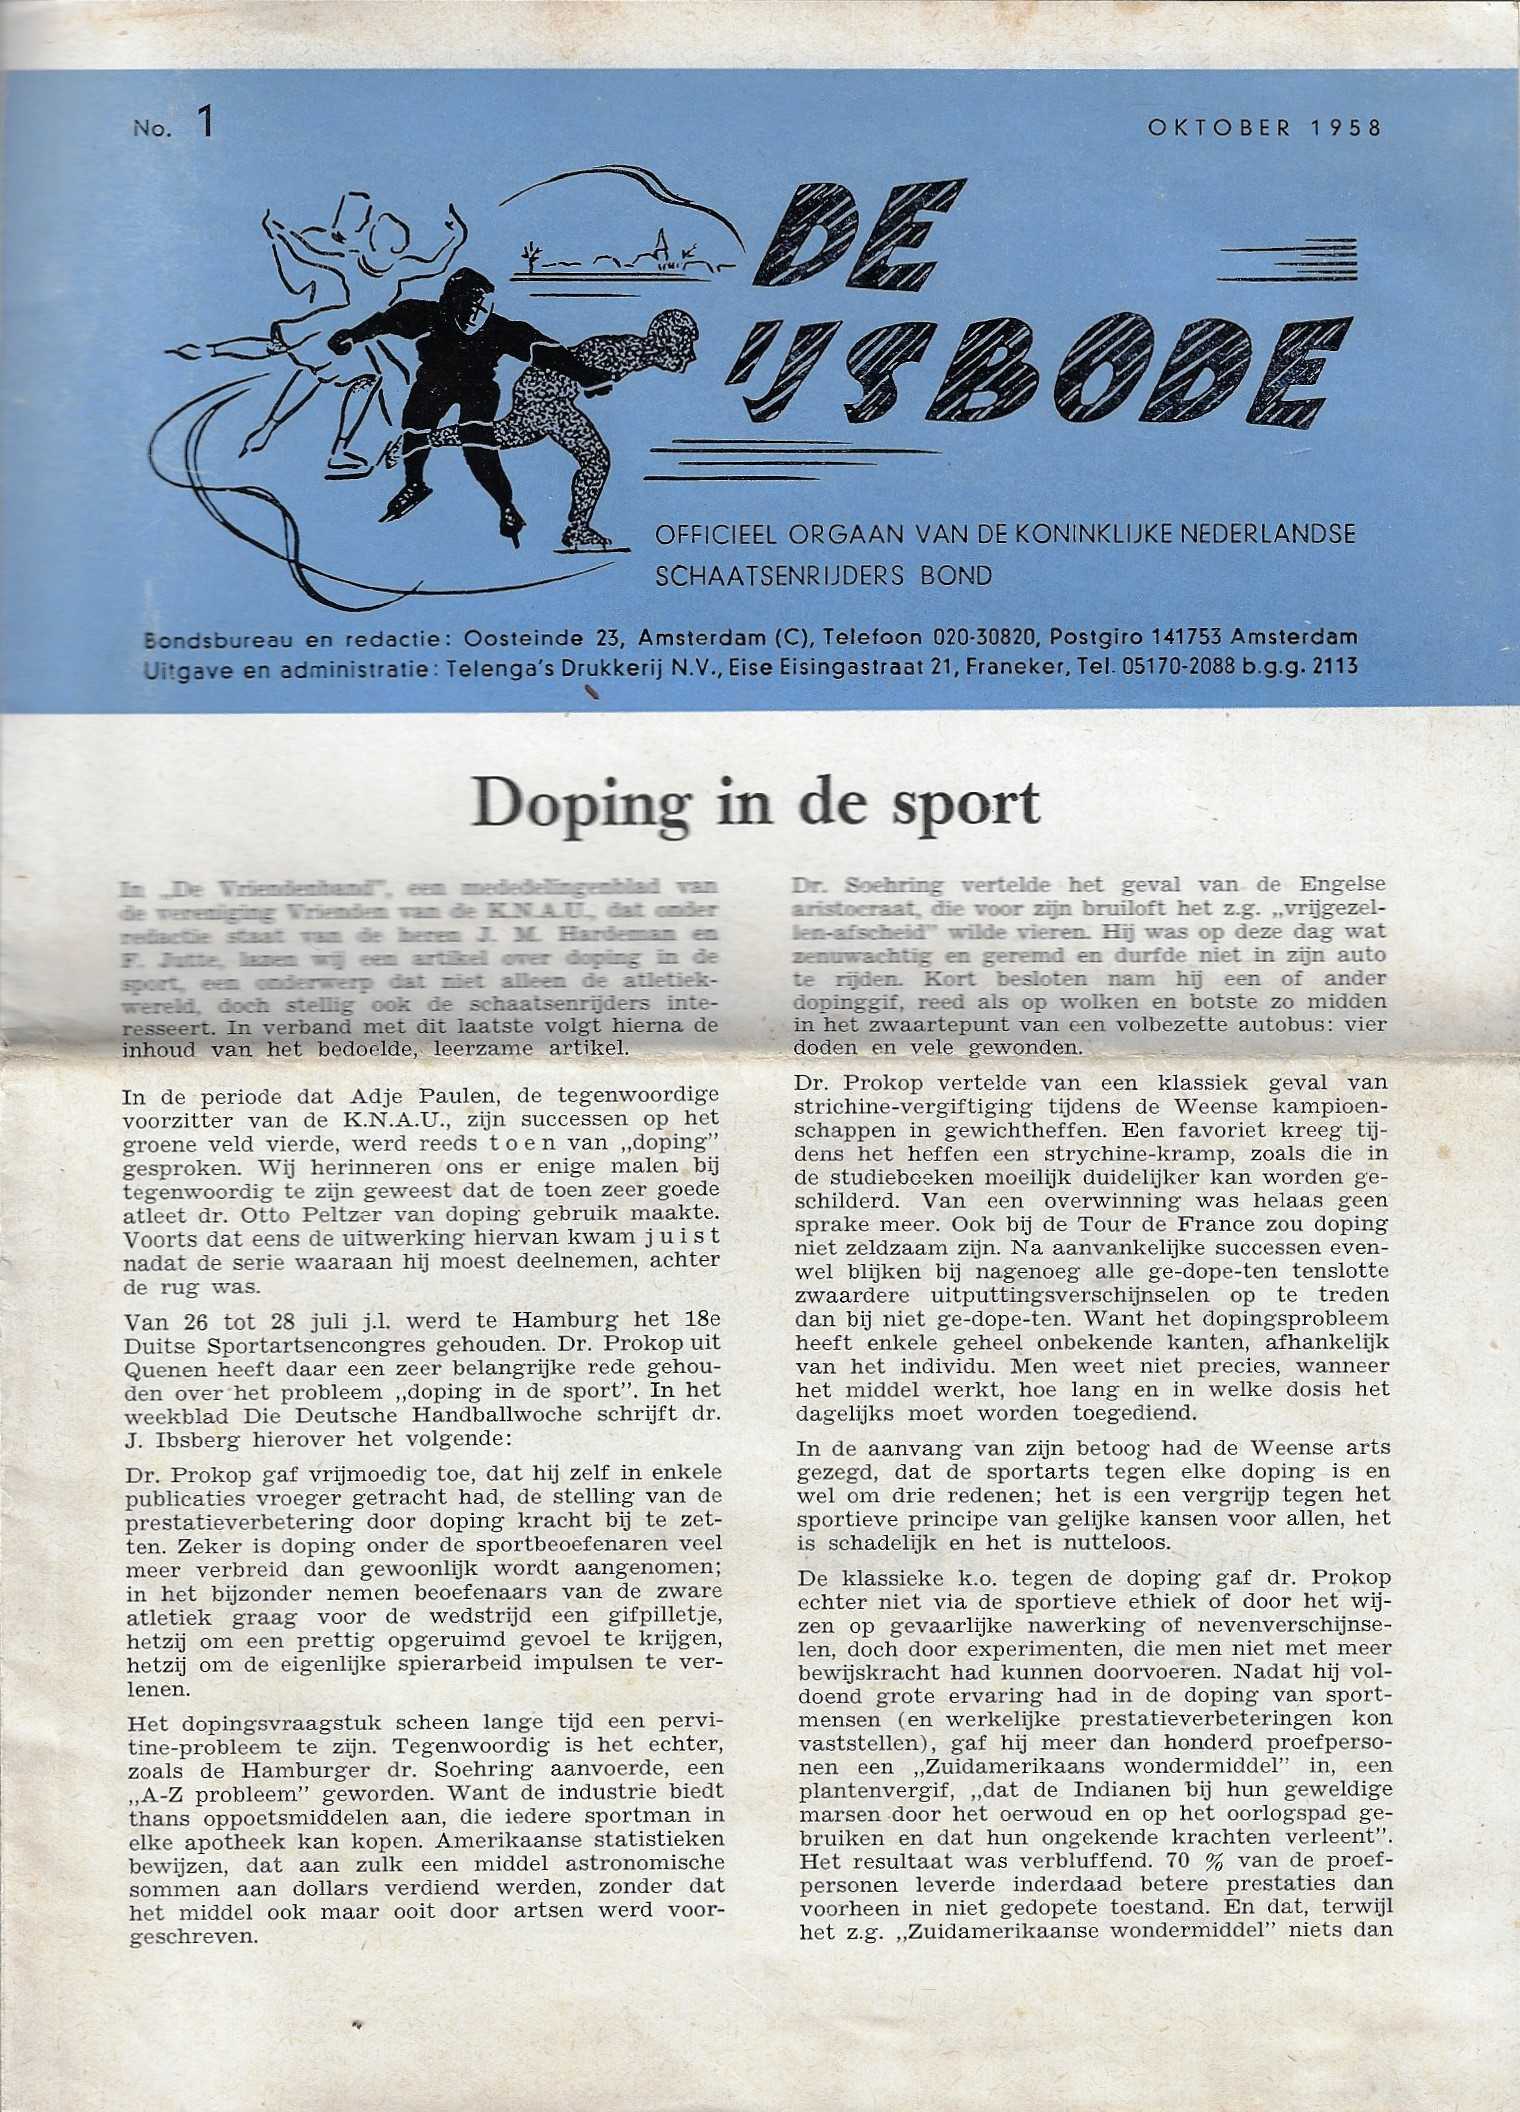 No. 1
OKTOBER 1958
DE
IJSBODE
OFFICIEEL ORGAAN VAN DE KONINKLIJKE NEDERLANDSE
SCHAATSENRIJDERS BOND
Bondsbureau en redactie: Oosteinde 23, Amsterdam (C), Telefoon 020-30820, Postgiro 141753 Amsterdam
Uitgave en administratie: Telenga's Drukkerij N.V., Eise Eisingastraat 21, Franeker, Tel. 05170-2088 b.g.g. 2113
Doping in de sport
In „De Vriendenband", een mededelingenblad van
de vereniging Vrienden van de K.N.A.U., dat onder
redactie staat van de heren J. M. Hardeman en
F. Jutte, lazen wij een artikel over doping in de
sport, een onderwerp dat niet alleen de atletiek-
wereld, doch stellig ook de schaatsenrijders inte-
resseert. In verband met dit laatste volgt hierna de
inhoud van het bedoelde, leerzame artikel.
In de periode dat Adje Paulen, de tegenwoordige
voorzitter van de K.N.A.U., zijn successen op het
groene veld vierde, werd reeds toen van „doping"
gesproken. Wij herinneren ons er enige malen bij
tegenwoordig te zijn geweest dat de toen zeer goede
atleet dr. Otto Peltzer van doping gebruik maakte.
Voorts dat eens de uitwerking hiervan kwam juist
nadat de serie waaraan hij moest deelnemen, achter
de rug was.
Van 26 tot 28 juli j.l. werd te Hamburg het 18e
Duitse Sportartsencongres gehouden. Dr. Prokop uit
Quenen heeft daar een zeer belangrijke rede gehou-
den over het probleem „doping in de sport". In het
weekblad Die Deutsche Handballwoche schrijft dr.
J. Ibsberg hierover het volgende:
Dr. Prokop gaf vrijmoedig toe, dat hij zelf in enkele
publicaties vroeger getracht had, de stelling van de
prestatieverbetering door doping kracht bij te zet-
ten. Zeker is doping onder de sportbeoefenaren veel
meer verbreid dan gewoonlijk wordt aangenomen;
in het bijzonder nemen beoefenaars van de zware
atletiek graag voor de wedstrijd een gifpilletje,
hetzij om een prettig opgeruimd gevoel te krijgen,
hetzij om de eigenlijke spierarbeid impulsen te ver-
lenen.
Het dopingsvraagstuk scheen lange tijd een pervi-
tine-probleem te zijn. Tegenwoordig is het echter,
zoals de Hamburger dr. Soehring aanvoerde, een
„A-Z probleem" geworden. Want de industrie biedt
thans oppoetsmiddelen aan, die iedere sportman in
elke apotheek kan kopen. Amerikaanse statistieken
bewijzen, dat aan zulk een middel astronomische
sommen aan dollars verdiend werden, zonder dat
het middel ook maar ooit door artsen werd voor-
geschreven.
Dr. Soehring vertelde het geval van de Engelse
aristocraat, die voor zijn bruiloft het z.g. „vrijgezel-
len-afscheid" wilde vieren. Hij was op deze dag wat
zenuwachtig en geremd en durfde niet in zijn auto
te rijden. Kort besloten nam hij een of ander
dopinggif, reed als op wolken en botste zo midden
in het zwaartepunt van een volbezette autobus: vier
doden en vele gewonden.
Dr. Prokop vertelde van een klassiek geval van
strichine-vergiftiging tijdens de Weense kampioen-
schappen in gewichtheffen. Een favoriet kreeg tij-
dens het heffen een strychine-kramp, zoals die in
de studieboeken moeilijk duidelijker kan worden ge-
schilderd. Van een overwinning was helaas geen
sprake meer. Ook bij de Tour de France zou doping
niet zeldzaam zijn. Na aanvankelijke successen even-
wel blijken bij nagenoeg alle ge-dope-ten tenslotte
zwaardere uitputtingsverschijnselen op te treden
dan bij niet ge-dope-ten. Want het dopingsprobleem
heeft enkele geheel onbekende kanten, afhankelijk
van het individu. Men weet niet precies, wanneer
het middel werkt, hoe lang en in welke dosis het
dagelijks moet worden toegediend.
In de aanvang van zijn betoog had de Weense arts
gezegd, dat de sportarts tegen elke doping is en
wel om drie redenen; het is een vergrijp tegen het
sportieve principe van gelijke kansen voor allen, het
is schadelijk en het is nutteloos.
De klassieke k.o. tegen de doping gaf dr. Prokop
echter niet via de sportieve ethiek of door het wij-
zen op gevaarlijke nawerking of nevenverschijnse-
len, doch door experimenten, die men niet met meer
bewijskracht had kunnen doorvoeren. Nadat hij vol-
doend grote ervaring had in de doping van sport-
mensen (en werkelijke prestatieverbeteringen kon
vaststellen), gaf hij meer dan honderd proefperso-
nen een „Zuidamerikaans wondermiddel" in, een
plantenvergif, „dat de Indianen bij hun geweldige
marsen door het oerwoud en op het oorlogspad ge-
bruiken en dat hun ongekende krachten verleent".
Het resultaat was verbluffend. 70 % van de proef-
personen leverde inderdaad betere prestaties dan
voorheen in niet gedopete toestand. En dat, terwijl
het z.g. „Zuidamerikaanse wondermiddel" niets dan